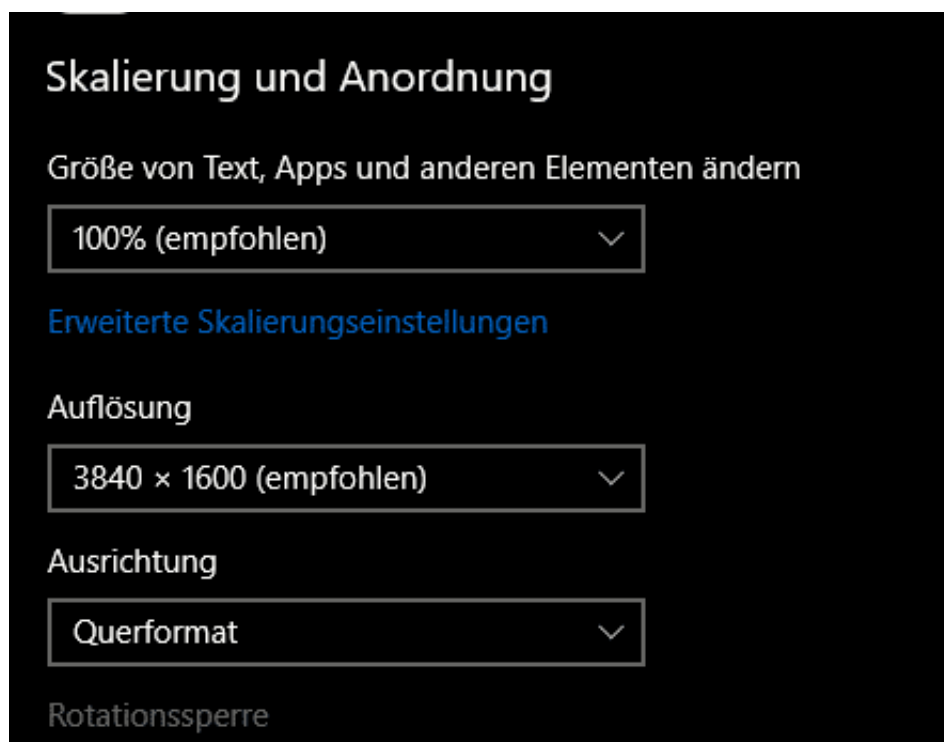 Skalierung und Anordnung
Größe von Text, Apps und anderen Elementen ändern
100% (empfohlen)
Erweiterte Skalierungseinstellungen
Auflösung
3840 × 1600 (empfohlen)
Ausrichtung
Querformat
Rotationssperre